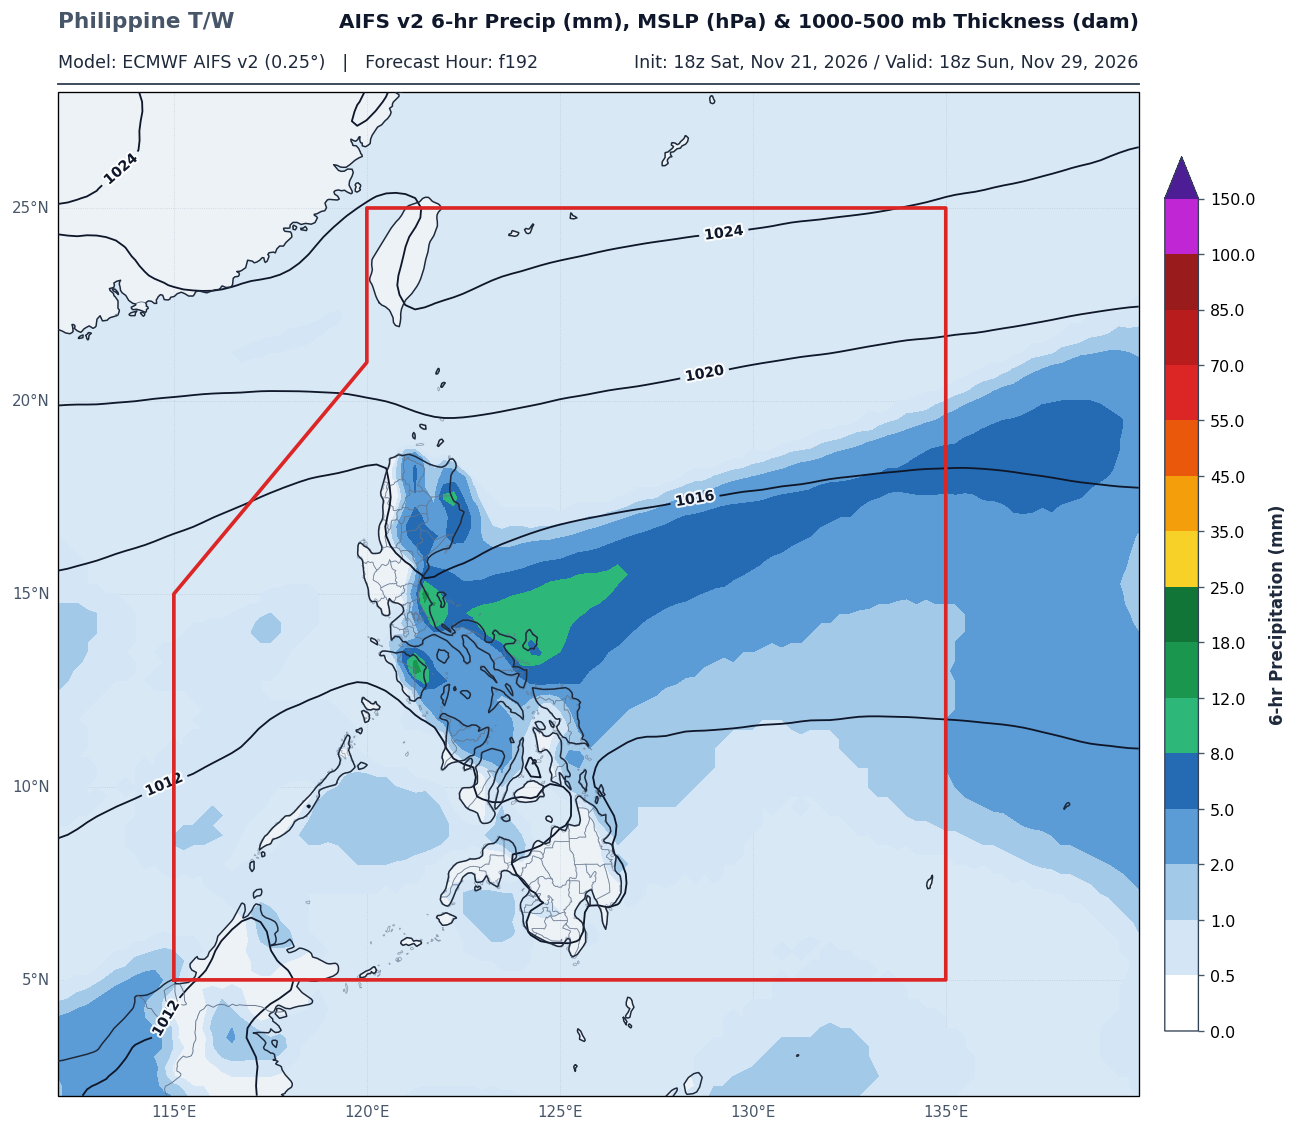 Philippine T/W
AIFS v2 6-hr Precip (mm), MSLP (hPa) & 1000-500 mb Thickness (dam)
Model: ECMWF AIFS v2 (0.25°)   |   Forecast Hour: f192
Init: 18z Sat, Nov 21, 2026 / Valid: 18z Sun, Nov 29, 2026
1024
1024
1020
1016
1012
1012
25°N
20°N
15°N
10°N
5°N
115°E
120°E
125°E
130°E
135°E
150.0
100.0
85.0
70.0
55.0
45.0
35.0
25.0
18.0
12.0
8.0
5.0
2.0
1.0
0.5
0.0
6-hr Precipitation (mm)